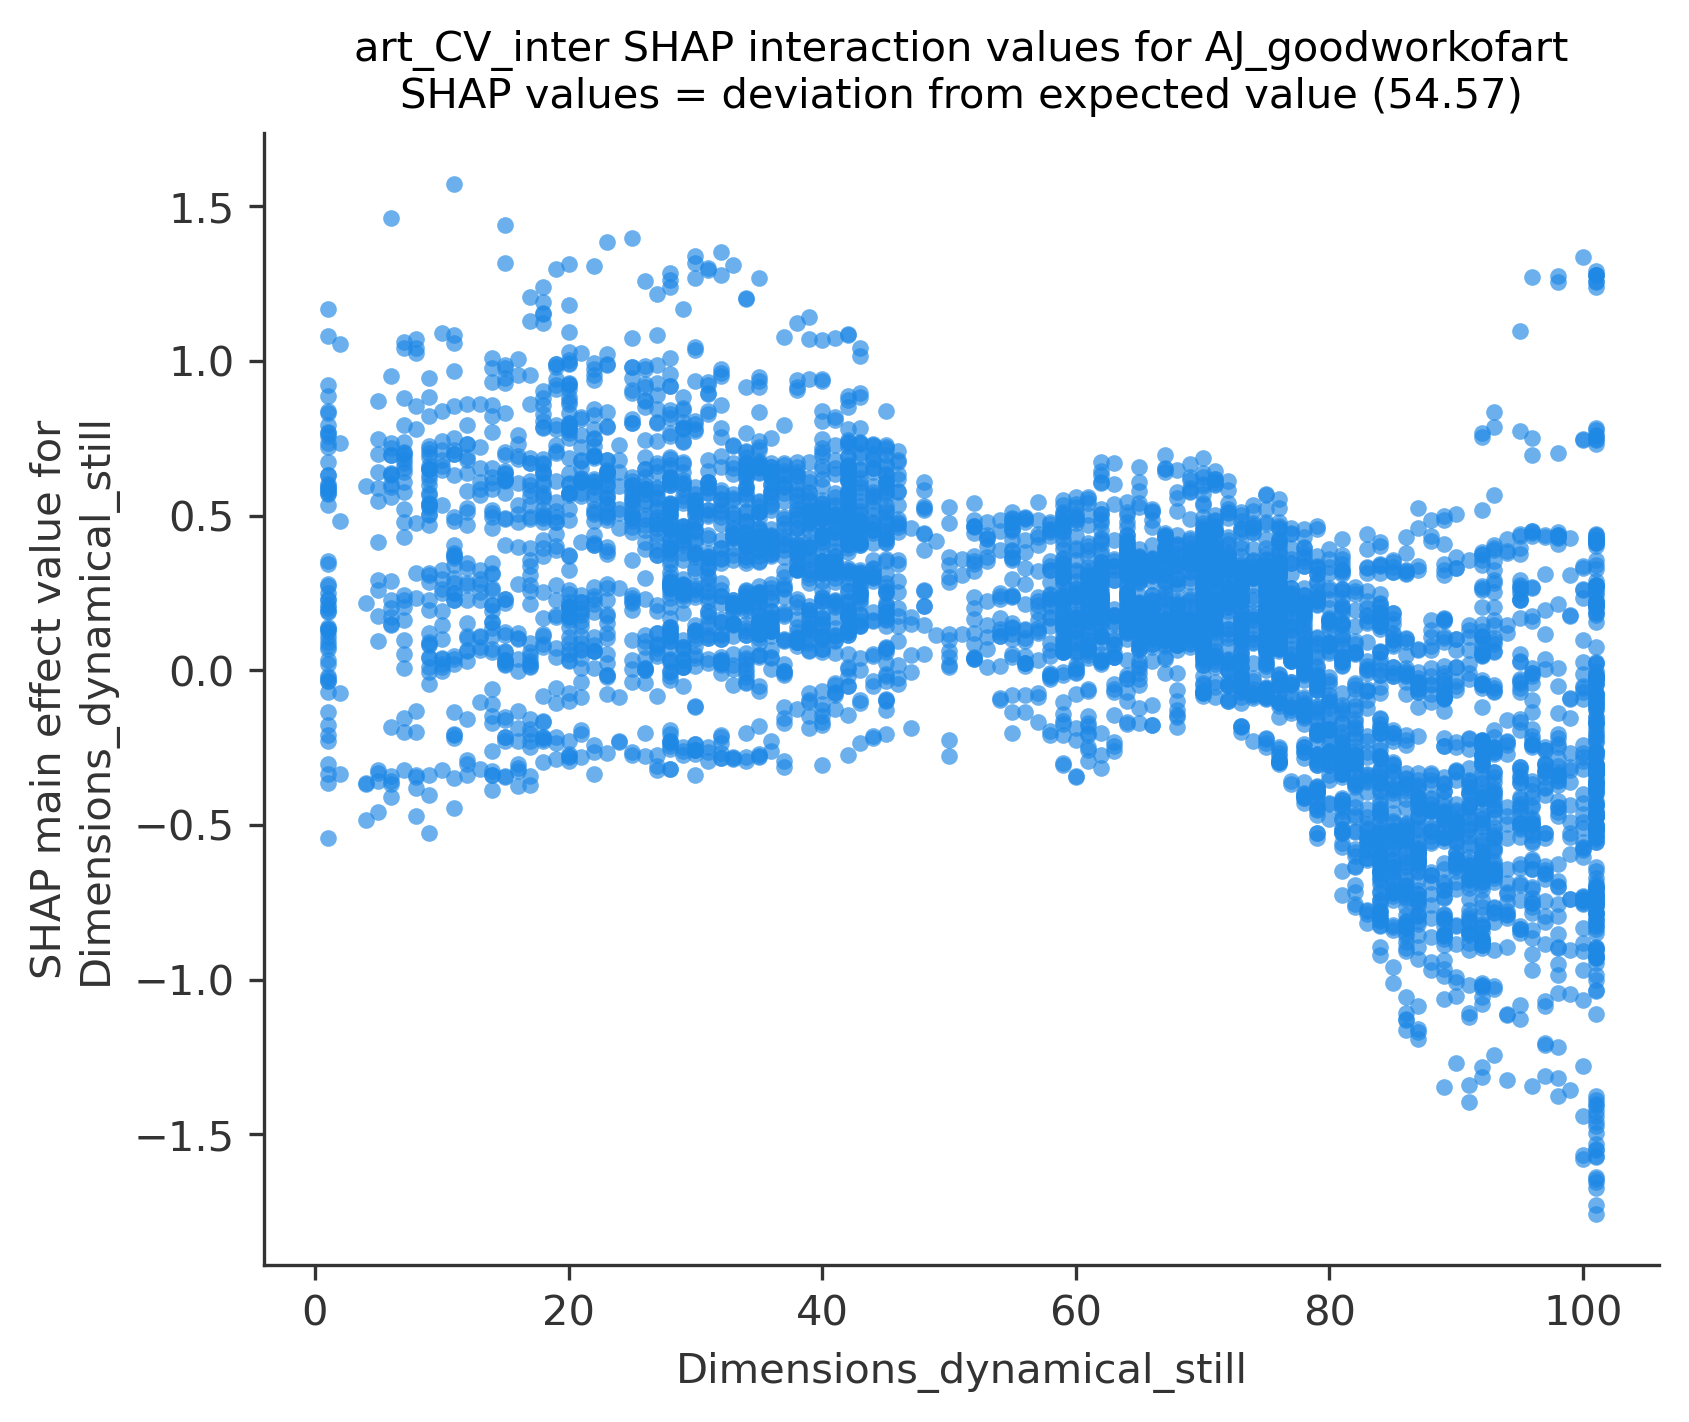 art_CV_inter SHAP interaction values for AJ_goodworkofart
SHAP values = deviation from expected value (54.57)
SHAP main effect value for
Dimensions_dynamical_still
1.5
1.0
0.5
0.0
−0.5
−1.0
−1.5
0 20 40 60 80 100
Dimensions_dynamical_still